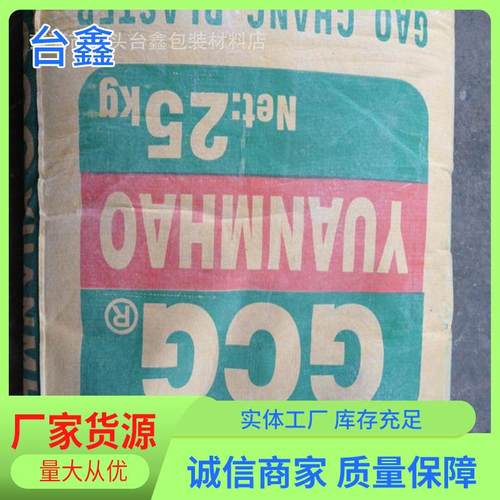 台鑫
头台鑫包装材料店
GAO CHANG PLASTER
Net:25kg
YUANMHAO
GCG®
厂家货源
量大从优
实体工厂 库存充足
诚信商家 质量保障